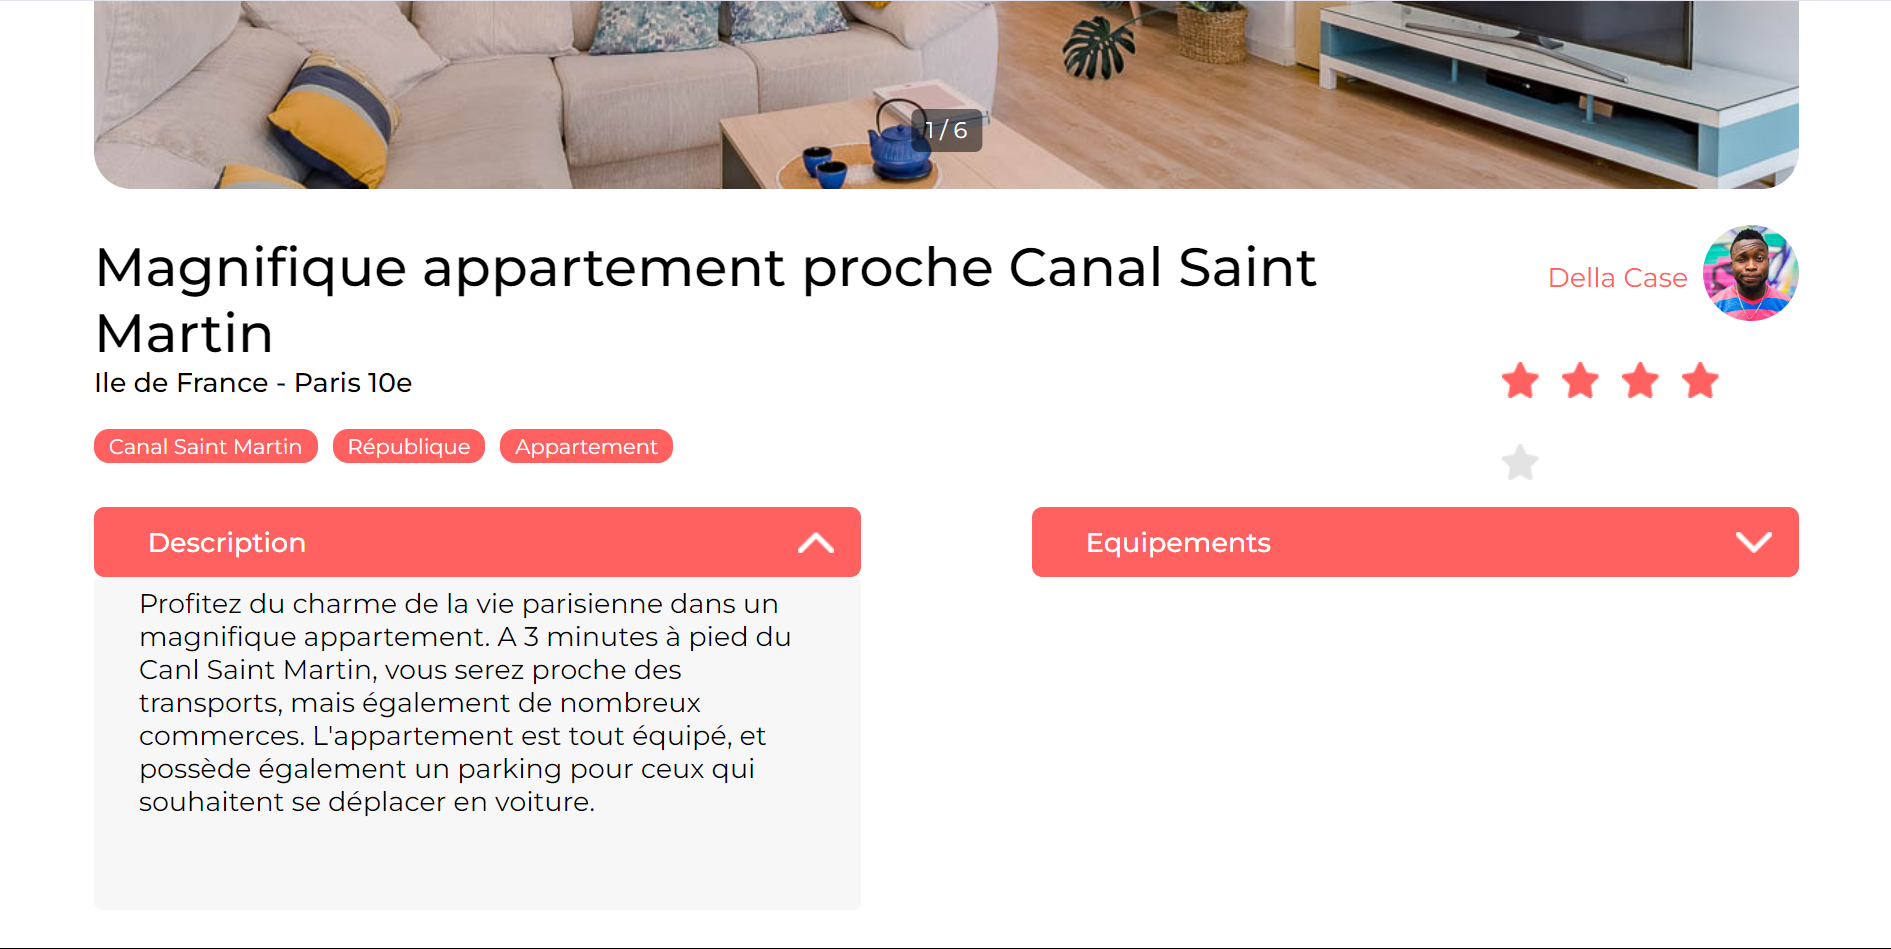 1 / 6
Magnifique appartement proche Canal Saint
Martin
Della Case
Ile de France - Paris 10e
Canal Saint Martin
République
Appartement
Description
Profitez du charme de la vie parisienne dans un
magnifique appartement. A 3 minutes à pied du
Canl Saint Martin, vous serez proche des
transports, mais également de nombreux
commerces. L'appartement est tout équipé, et
possède également un parking pour ceux qui
souhaitent se déplacer en voiture.
Equipements